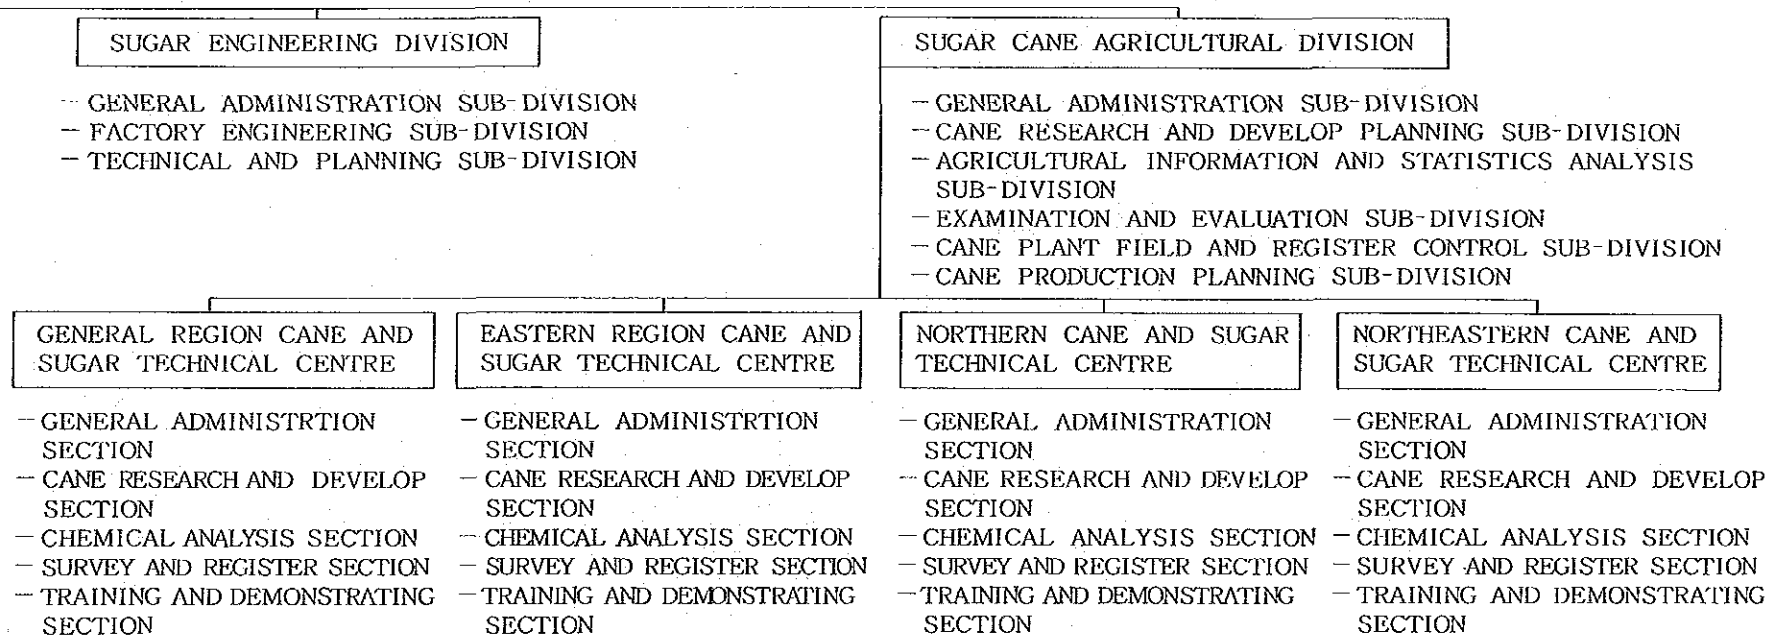 SUGAR ENGINEERING DIVISION
— GENERAL ADMINISTRATION SUB-DIVISION
— FACTORY ENGINEERING SUB-DIVISION
— TECHNICAL AND PLANNING SUB-DIVISION
SUGAR CANE AGRICULTURAL DIVISION
— GENERAL ADMINISTRATION SUB-DIVISION
— CANE RESEARCH AND DEVELOP PLANNING SUB-DIVISION
— AGRICULTURAL INFORMATION AND STATISTICS ANALYSIS
SUB-DIVISION
— EXAMINATION AND EVALUATION SUB-DIVISION
— CANE PLANT FIELD AND REGISTER CONTROL SUB-DIVISION
— CANE PRODUCTION PLANNING SUB-DIVISION
GENERAL REGION CANE AND
SUGAR TECHNICAL CENTRE
— GENERAL ADMINISTRTION
SECTION
— CANE RESEARCH AND DEVELOP
SECTION
— CHEMICAL ANALYSIS SECTION
— SURVEY AND REGISTER SECTION
— TRAINING AND DEMONSTRATING
SECTION
EASTERN REGION CANE AND
SUGAR TECHNICAL CENTRE
— GENERAL ADMINISTRTION
SECTION
— CANE RESEARCH AND DEVELOP
SECTION
— CHEMICAL ANALYSIS SECTION
— SURVEY AND REGISTER SECTION
— TRAINING AND DEMONSTRATING
SECTION
NORTHERN CANE AND SUGAR
TECHNICAL CENTRE
— GENERAL ADMINISTRATION
SECTION
— CANE RESEARCH AND DEVELOP
SECTION
— CHEMICAL ANALYSIS SECTION
— SURVEY AND REGISTER SECTION
— TRAINING AND DEMONSTRATING
SECTION
NORTHEASTERN CANE AND
SUGAR TECHNICAL CENTRE
— GENERAL ADMINISTRATION
SECTION
— CANE RESEARCH AND DEVELOP
SECTION
— CHEMICAL ANALYSIS SECTION
— SURVEY AND REGISTER SECTION
— TRAINING AND DEMONSTRATING
SECTION